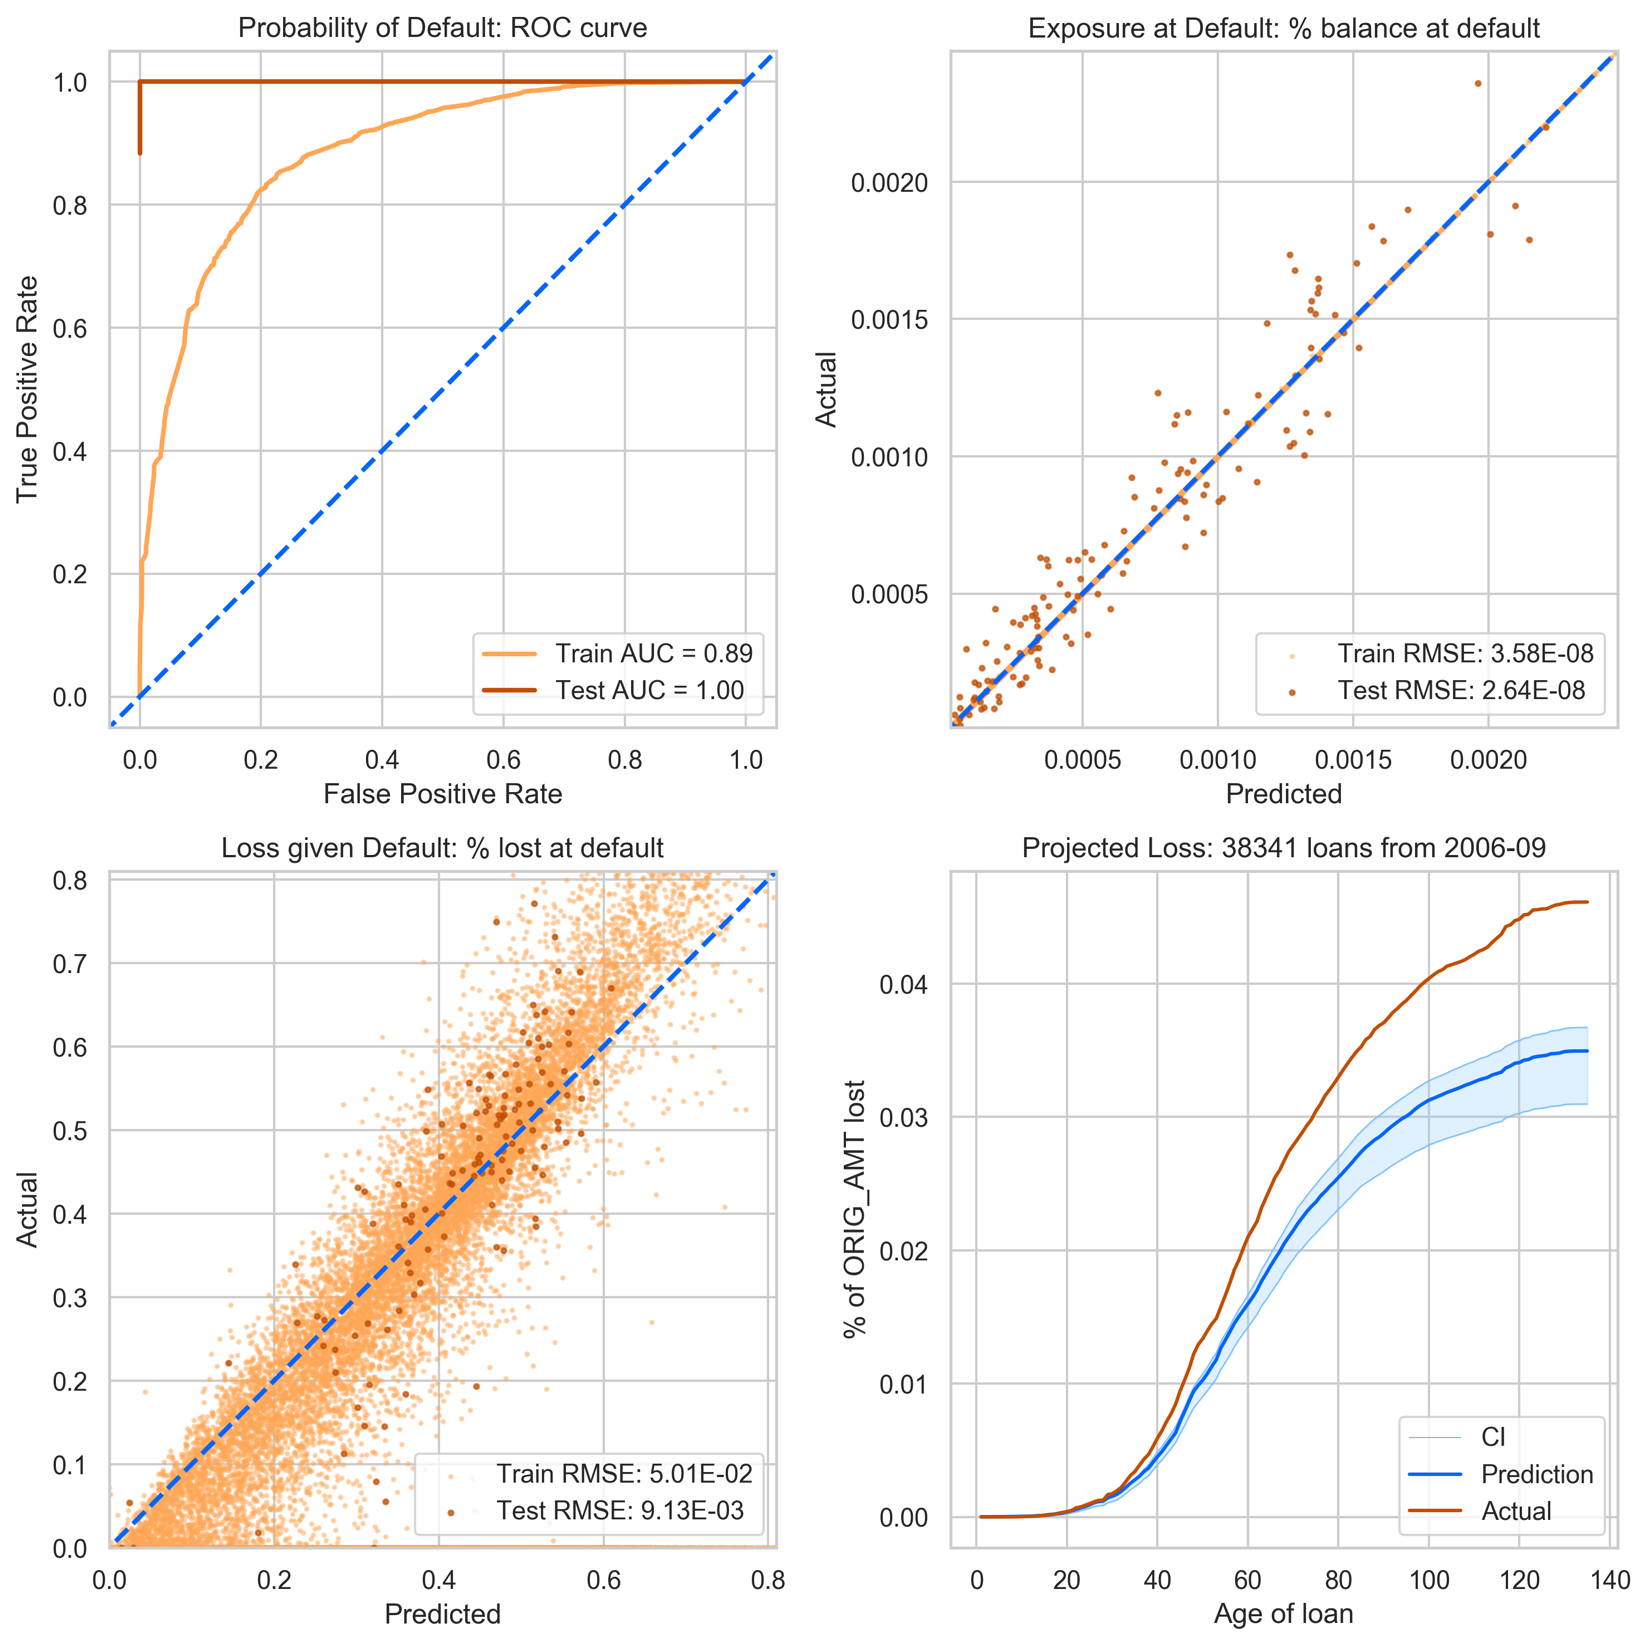 Probability of Default: ROC curve
1.0
0.8
0.6
0.4
0.2
0.0
True Positive Rate
Train AUC = 0.89
Test AUC = 1.00
0.0 0.2 0.4 0.6 0.8 1.0
False Positive Rate
Exposure at Default: % balance at default
0.0020
0.0015
0.0010
0.0005
Actual
Train RMSE: 3.58E-08
Test RMSE: 2.64E-08
0.0005 0.0010 0.0015 0.0020
Predicted
Loss given Default: % lost at default
0.8
0.7
0.6
0.5
0.4
0.3
0.2
0.1
0.0
Actual
Train RMSE: 5.01E-02
Test RMSE: 9.13E-03
0.0 0.2 0.4 0.6 0.8
Predicted
Projected Loss: 38341 loans from 2006-09
0.04
0.03
0.02
0.01
0.00
% of ORIG_AMT lost
CI
Prediction
Actual
0 20 40 60 80 100 120 140
Age of loan